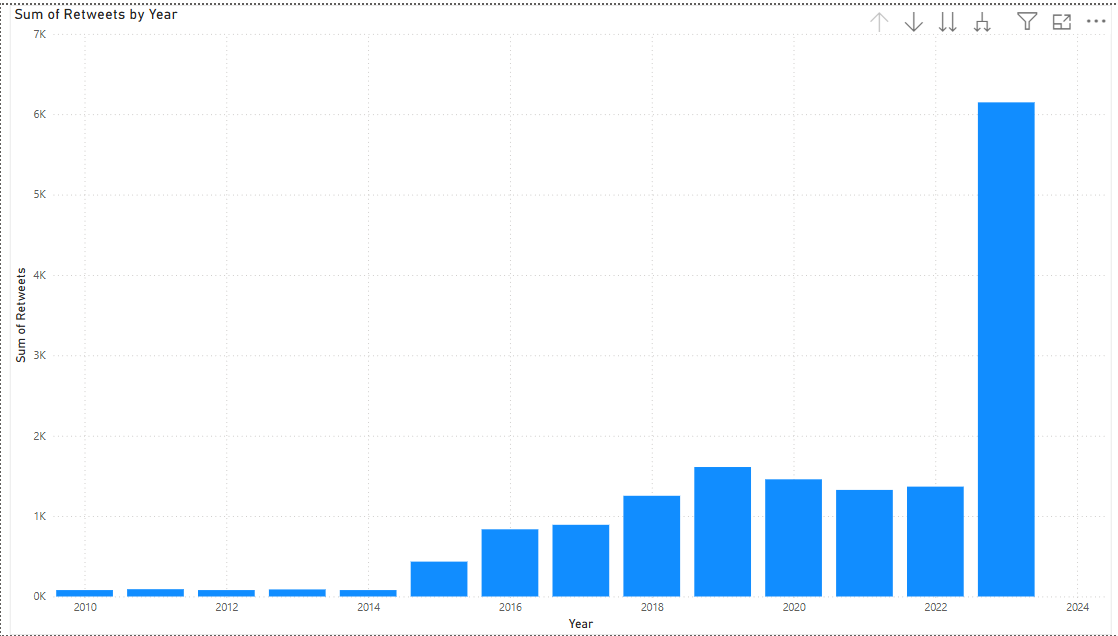 Sum of Retweets by Year
7K
6K
5K
4K
3K
2K
1K
0K
Sum of Retweets
2010 2012 2014 2016 2018 2020 2022 2024
Year